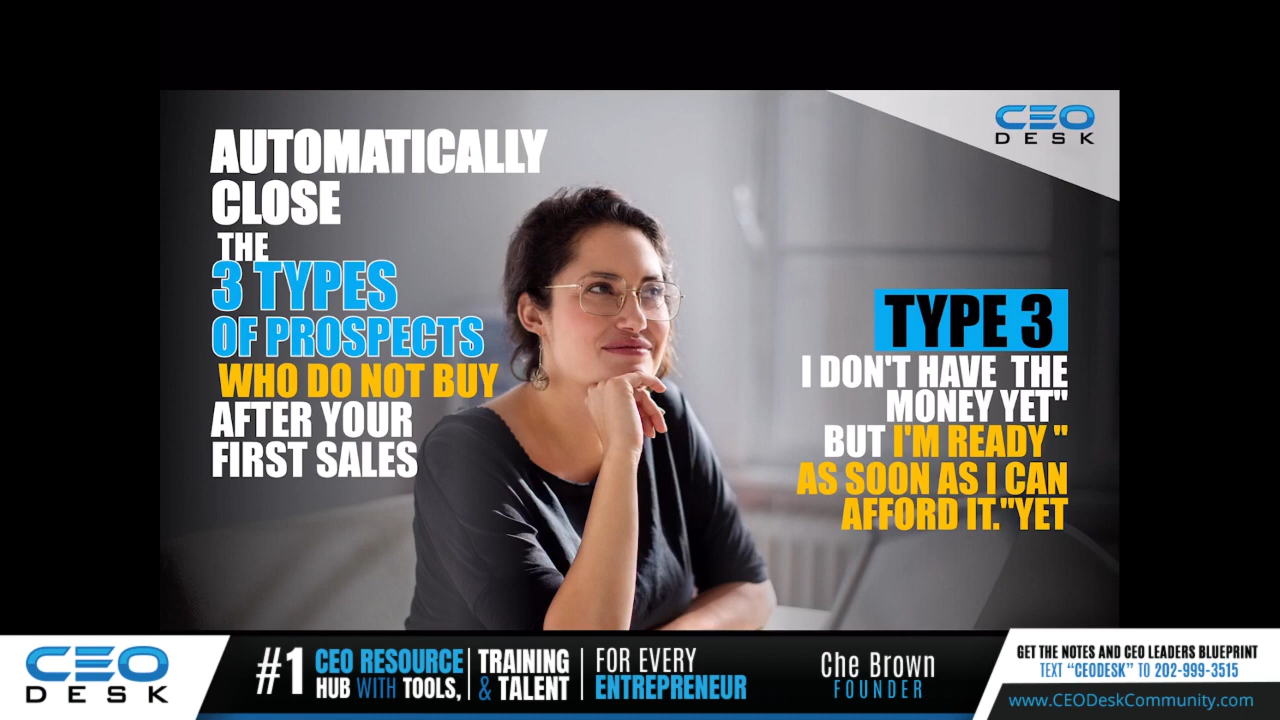 AUTOMATICALLY
CLOSE
THE
3 TYPES
OF PROSPECTS
WHO DO NOT BUY
AFTER YOUR
FIRST SALES
CEO
DESK
TYPE 3
I DON'T HAVE THE
MONEY YET"
BUT I'M READY "
AS SOON AS I CAN
AFFORD IT."YET
CEO
DESK
#1 CEO RESOURCE
HUB WITH TOOLS,
TRAINING
& TALENT
FOR EVERY
ENTREPRENEUR
Che Brown
FOUNDER
GET THE NOTES AND CEO LEADERS BLUEPRINT
TEXT “CEODESK” TO 202-999-3515
www.CEODeskCommunity.com